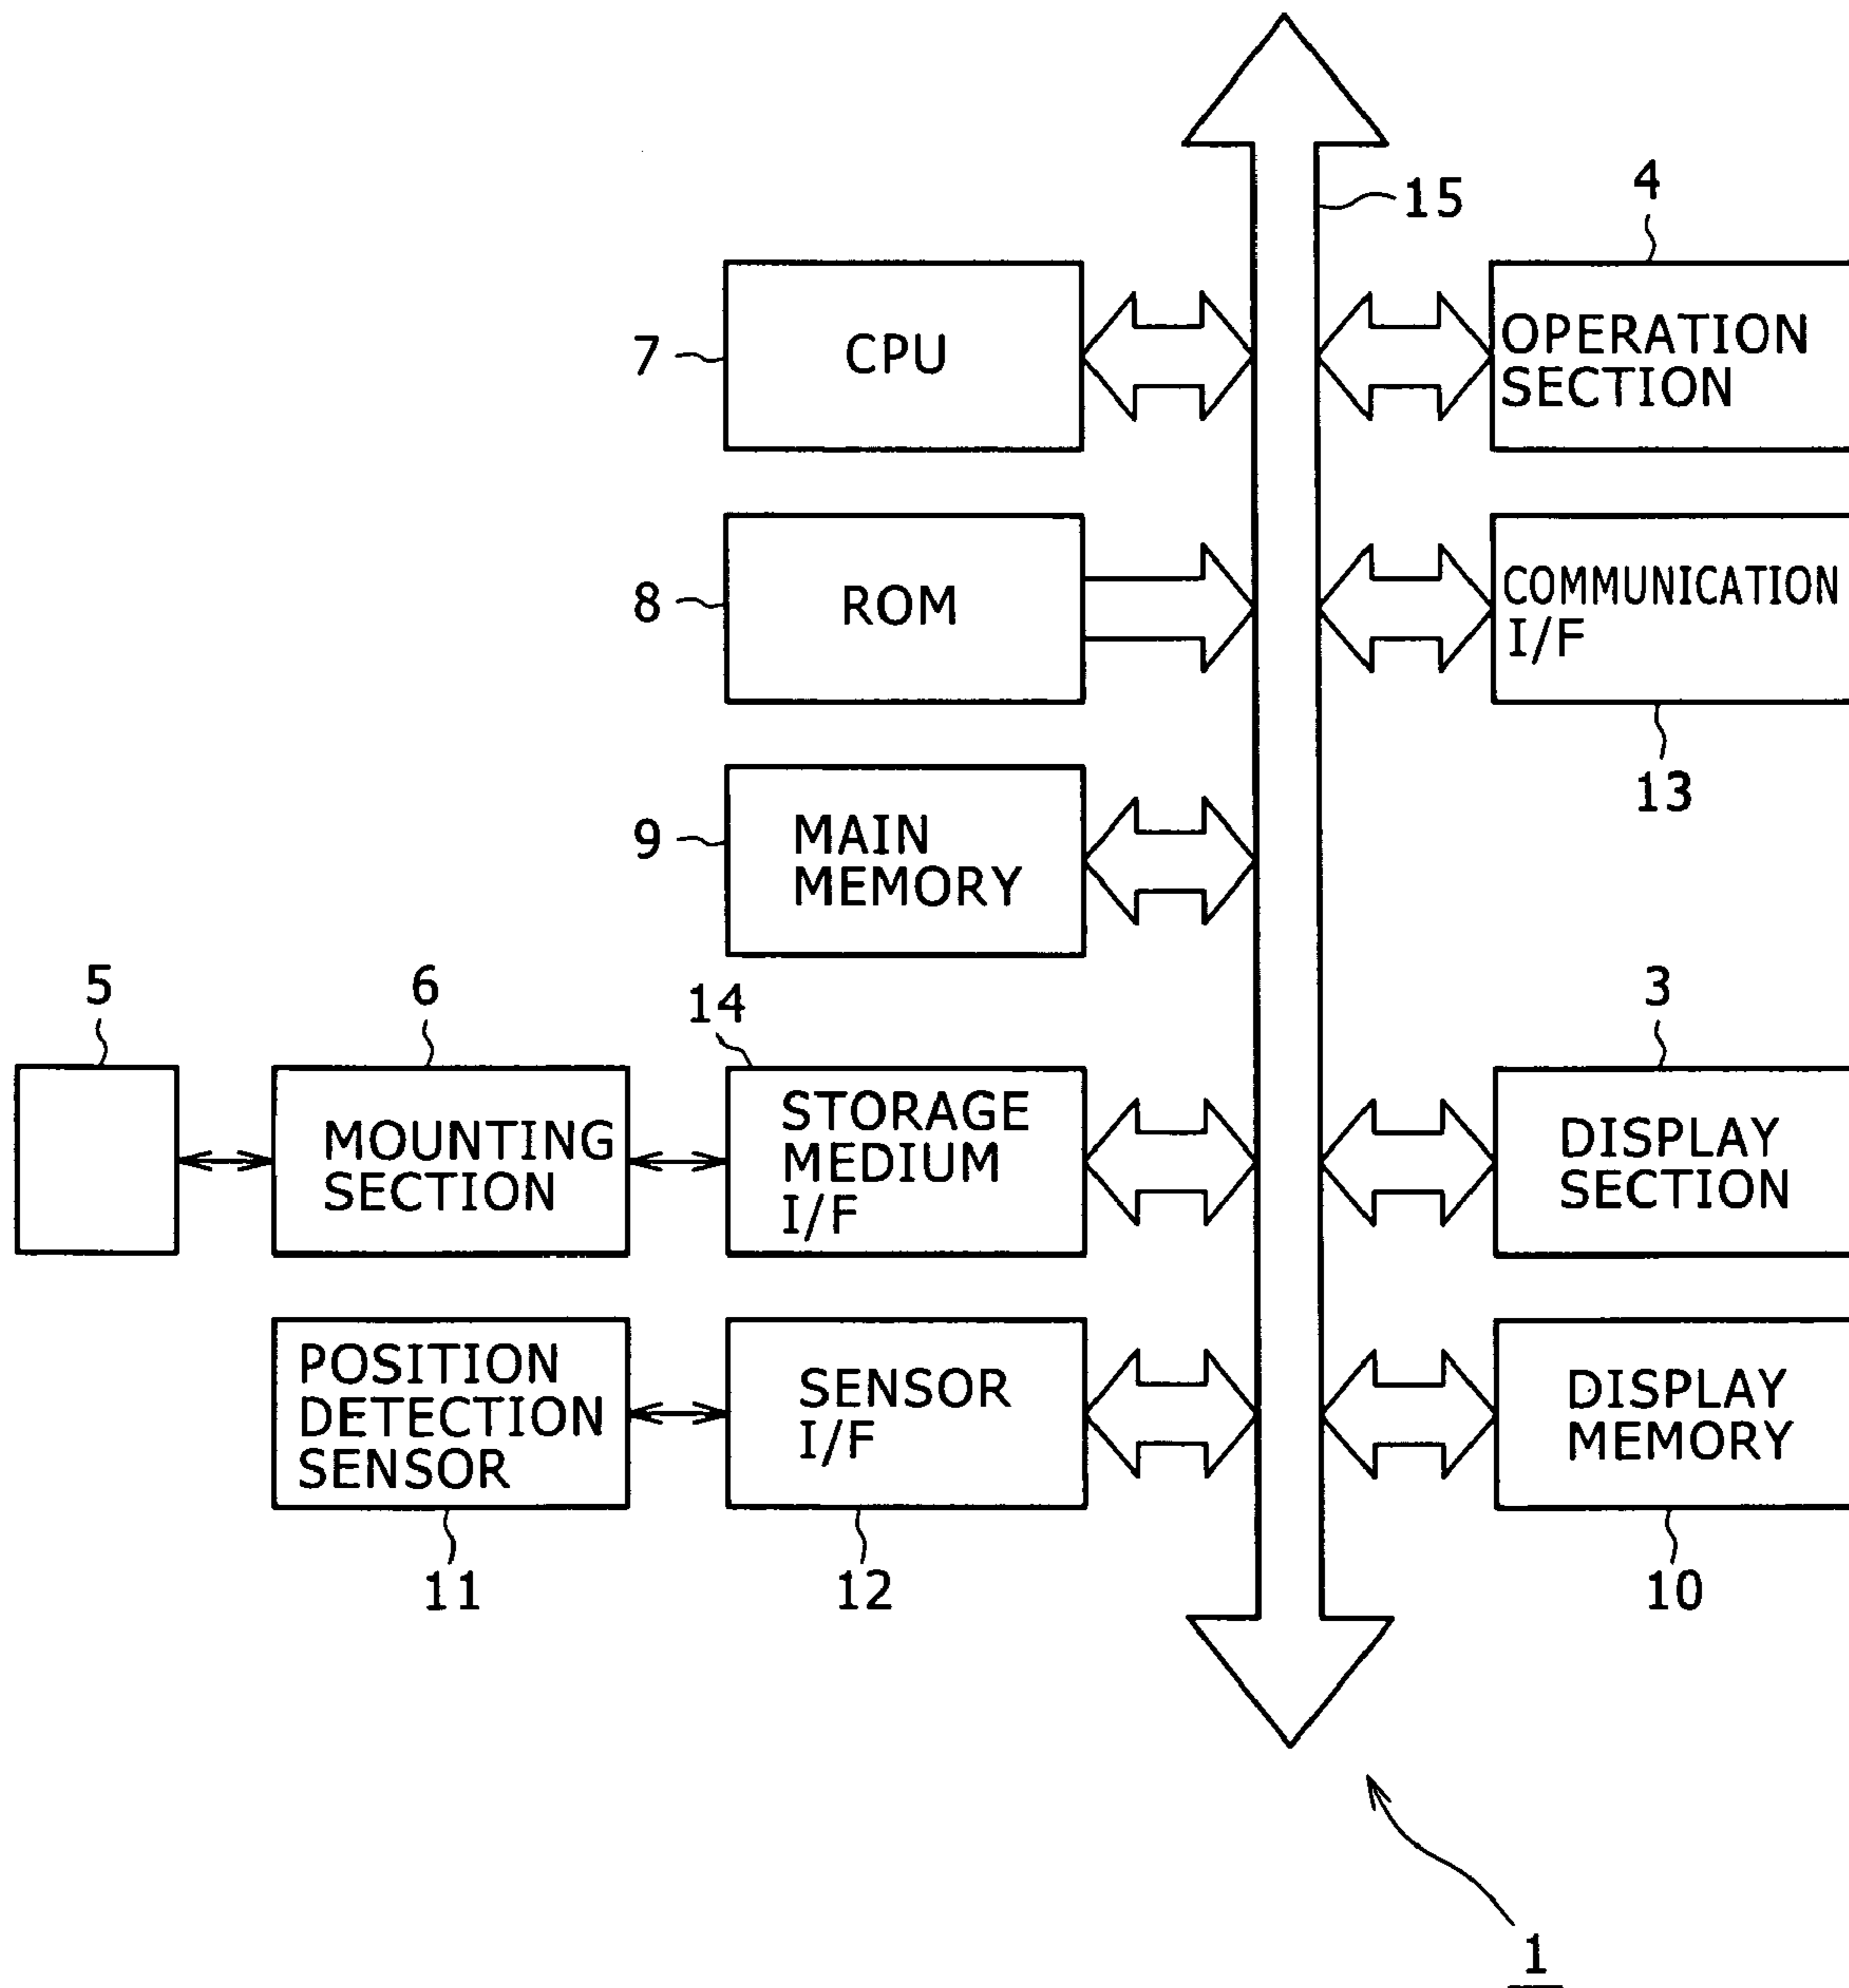 15
4
7
CPU
OPERATION
SECTION
8
ROM
COMMUNICATION
I/F
13
9
MAIN
MEMORY
5
6
14
3
MOUNTING
SECTION
STORAGE
MEDIUM
I/F
DISPLAY
SECTION
POSITION
DETECTION
SENSOR
SENSOR
I/F
DISPLAY
MEMORY
11
12
10
1